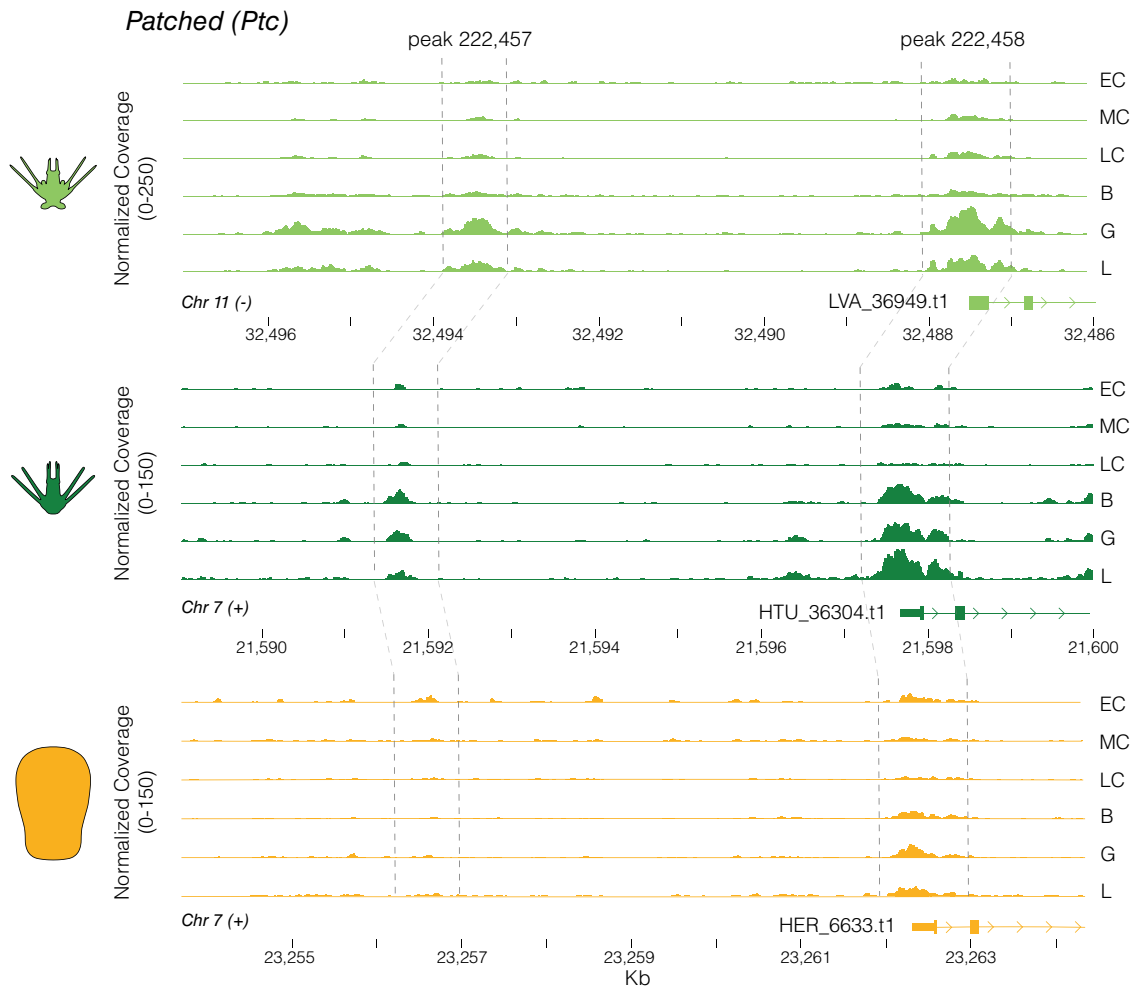 Patched (Ptc)
peak 222,457
peak 222,458
Normalized Coverage
(0-250)
EC
MC
LC
B
G
L
Chr 11 (-)
LVA_36949.t1
32,496
32,494
32,492
32,490
32,488
32,486
Normalized Coverage
(0-150)
EC
MC
LC
B
G
L
Chr 7 (+)
HTU_36304.t1
21,590
21,592
21,594
21,596
21,598
21,600
Normalized Coverage
(0-150)
EC
MC
LC
B
G
L
Chr 7 (+)
HER_6633.t1
23,255
23,257
23,259
23,261
23,263
Kb